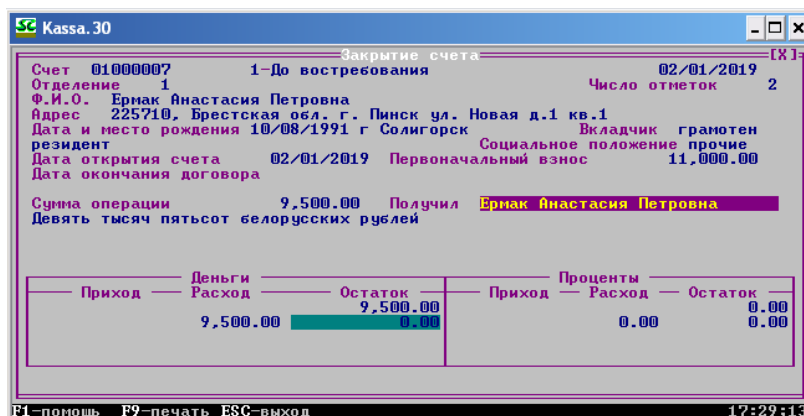 SC Kassa.30
Закрытие счета [X]
Счет 01000007 1-До востребования 02/01/2019
Отделение 1 Число отметок 2
Ф.И.О. Ермак Анастасия Петровна
Адрес 225710, Брестская обл. г. Пинск ул. Новая д.1 кв.1
Дата и место рождения 10/08/1991 г Солигорск Вкладчик грамотен
резидент Социальное положение прочие
Дата открытия счета 02/01/2019 Первоначальный взнос 11,000.00
Дата окончания договора
Сумма операции 9,500.00 Получил Ермак Анастасия Петровна
Девять тысяч пятьсот белорусских рублей
Деньги Проценты
Приход Расход Остаток Приход Расход Остаток
9,500.00 0.00
9,500.00 0.00 0.00 0.00
F1-помощь F9-печать ESC-выход 17:29:13